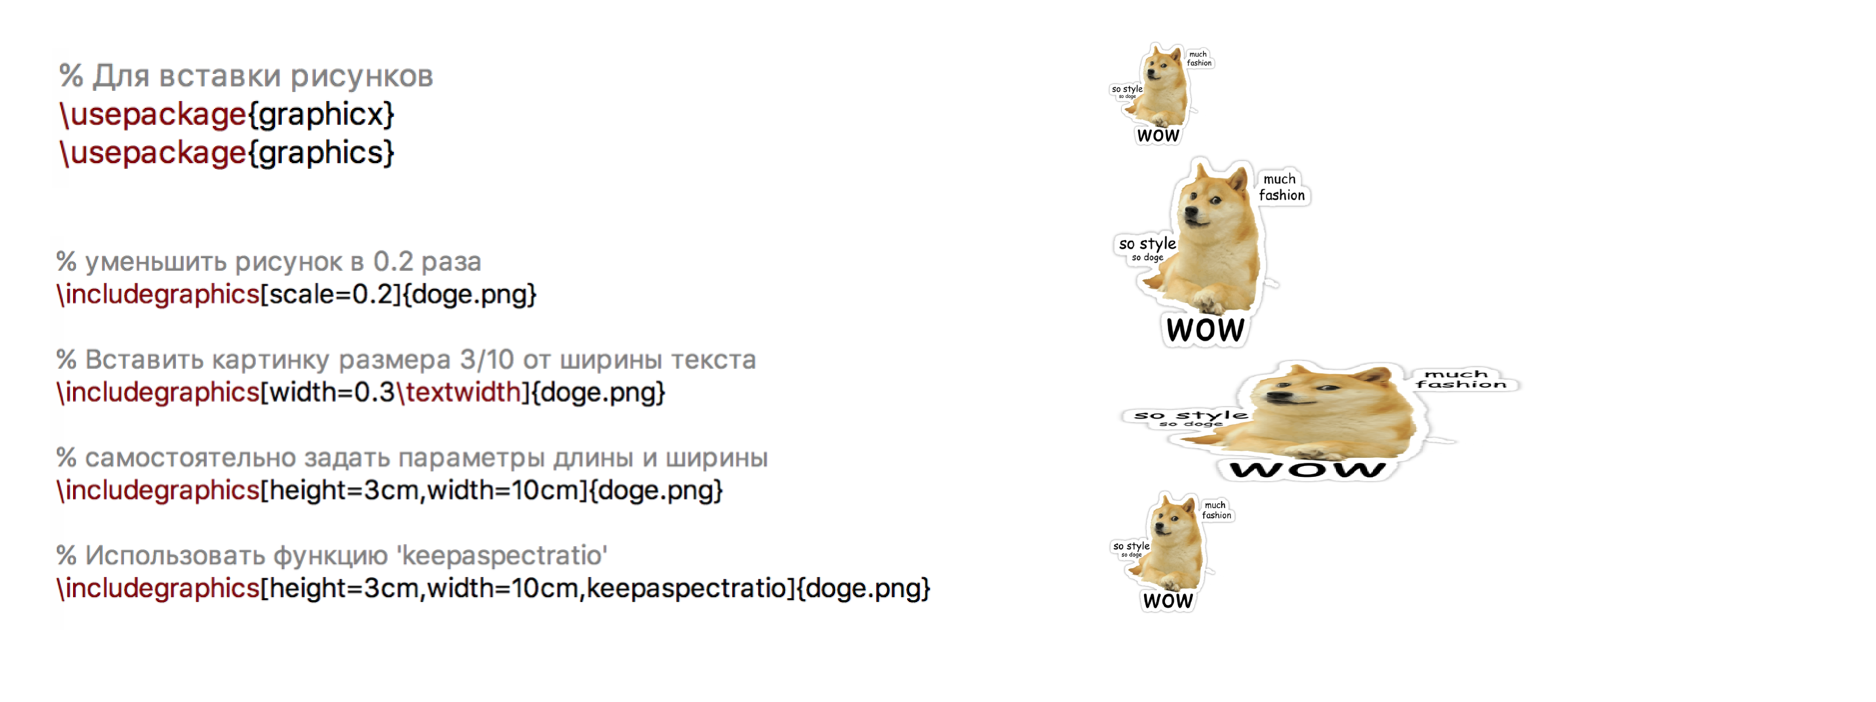 % Для вставки рисунков
\usepackage{graphicx}
\usepackage{graphics}
% уменьшить рисунок в 0.2 раза
\includegraphics[scale=0.2]{doge.png}
% Вставить картинку размера 3/10 от ширины текста
\includegraphics[width=0.3\textwidth]{doge.png}
% самостоятельно задать параметры длины и ширины
\includegraphics[height=3cm,width=10cm]{doge.png}
% Использовать функцию 'keepaspectratio'
\includegraphics[height=3cm,width=10cm,keepaspectratio]{doge.png}
much
fashion
so style
so doge
wow
much
fashion
so style
so doge
wow
much
fashion
so style
so doge
wow
much
fashion
so style
so doge
wow